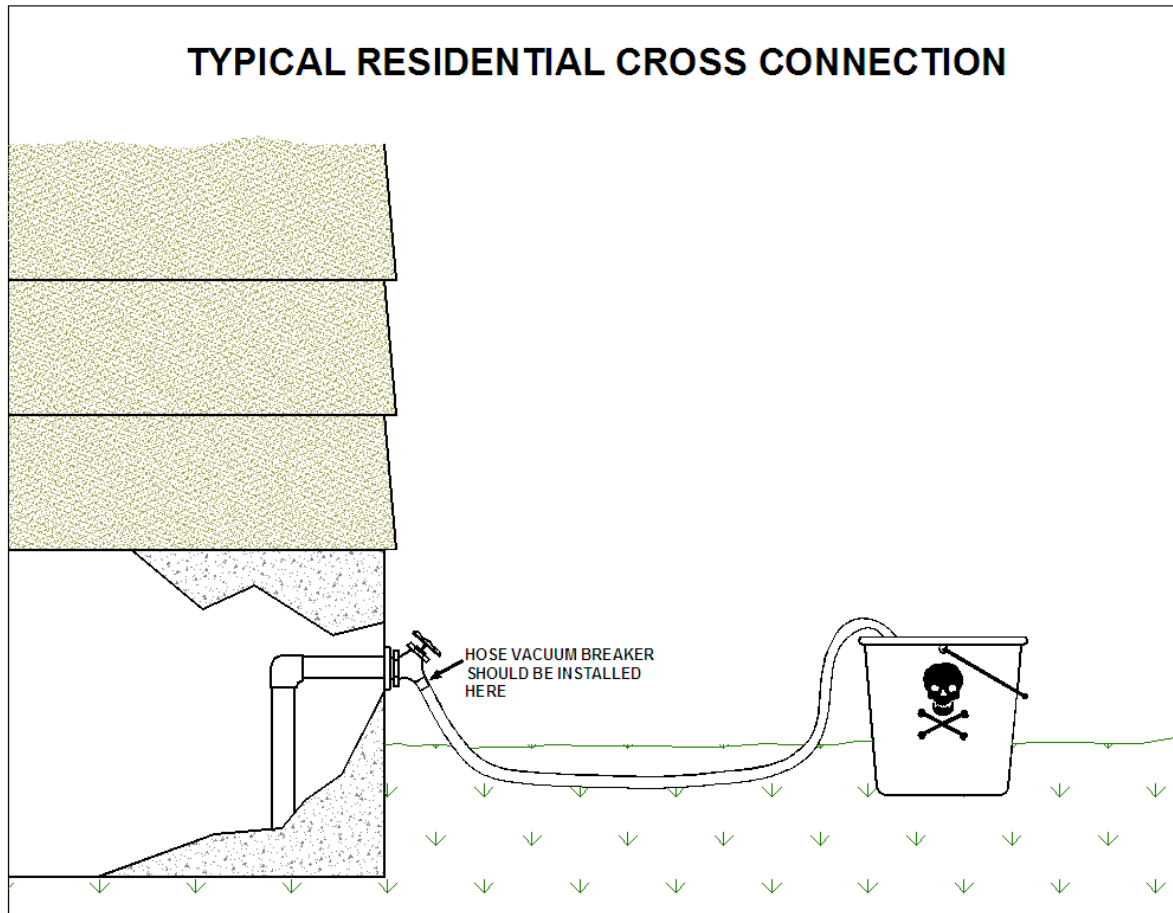 TYPICAL RESIDENTIAL CROSS CONNECTION
HOSE VACUUM BREAKER
SHOULD BE INSTALLED
HERE